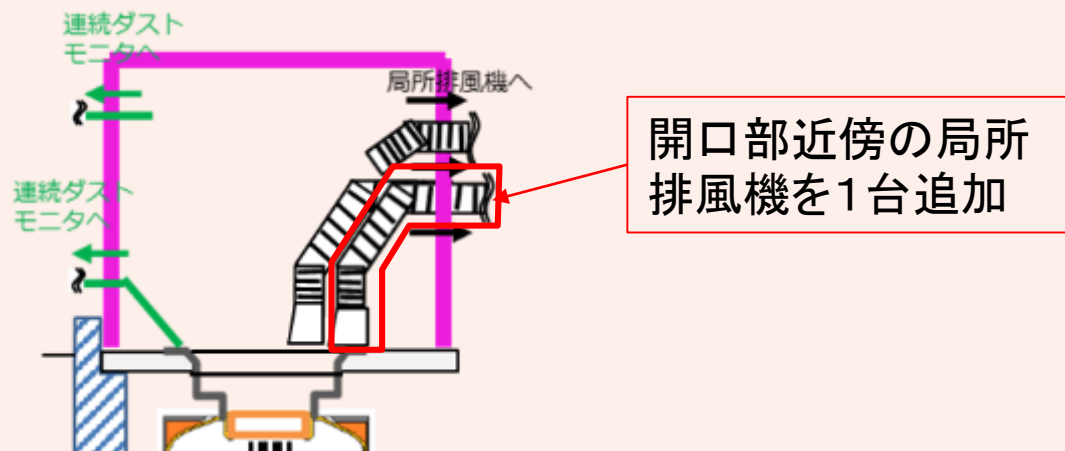 連続ダスト
モニタへ
局所排風機へ
開口部近傍の局所
排風機を1台追加
連続ダスト
モニタへ